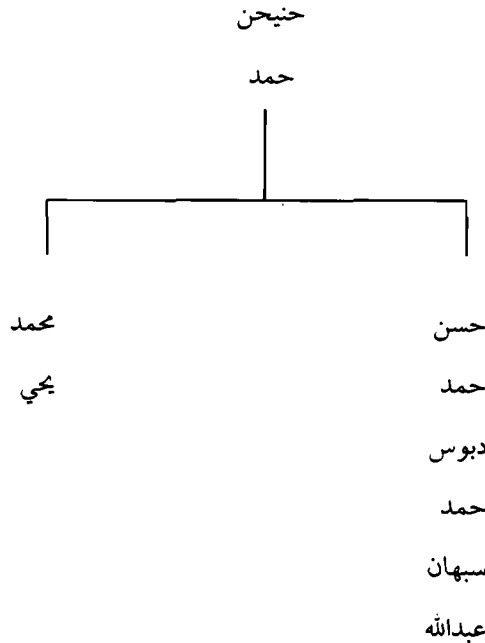 حنيحن
حمد
حسن
محمد
حمد
يحي
دبوس
حمد
سبهان
عبدالله